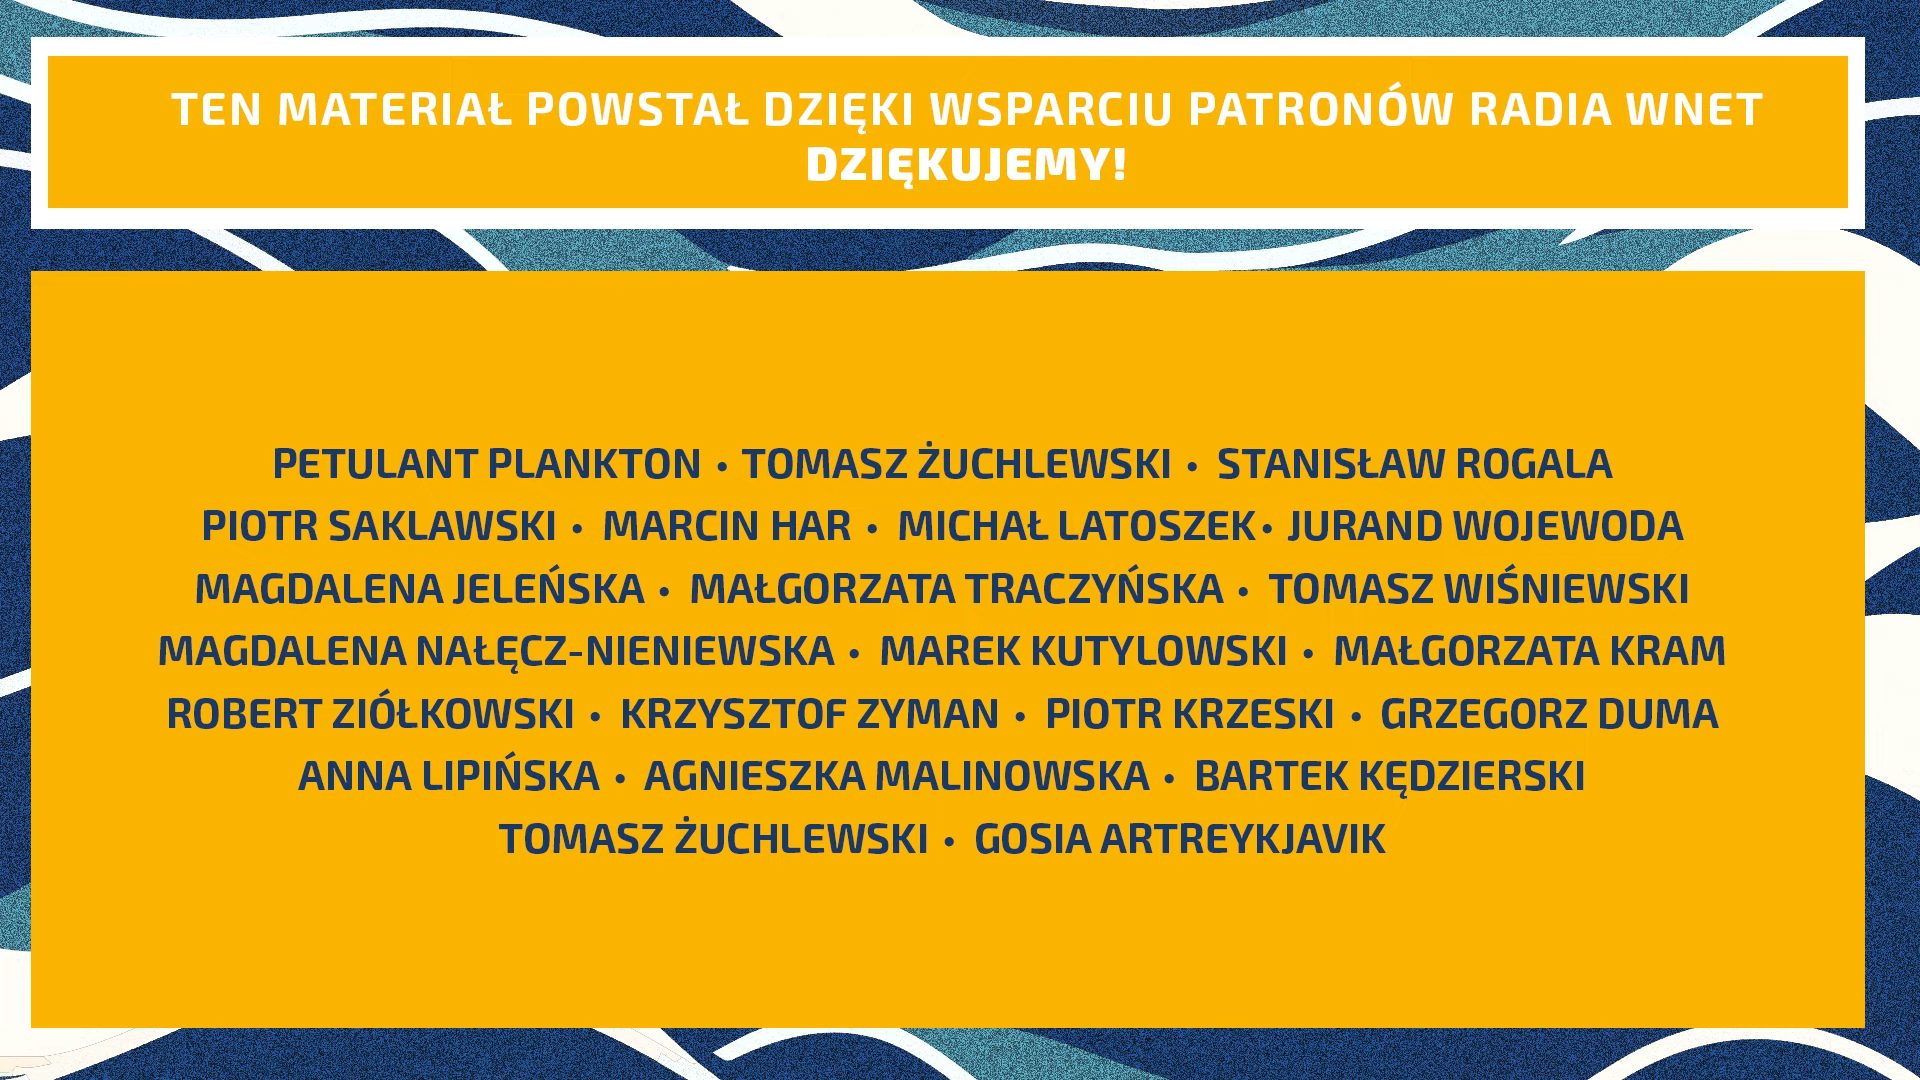 TEN MATERIAŁ POWSTAŁ DZIĘKI WSPARCIU PATRONÓW RADIA WNET
DZIĘKUJEMY!
PETULANT PLANKTON • TOMASZ ŻUCHLEWSKI • STANISŁAW ROGALA
PIOTR SAKLAWSKI • MARCIN HAR • MICHAŁ LATOSZEK • JURAND WOJEWODA
MAGDALENA JELEŃSKA • MAŁGORZATA TRACZYŃSKA • TOMASZ WIŚNIEWSKI
MAGDALENA NAŁĘCZ-NIENIEWSKA • MAREK KUTYLOWSKI • MAŁGORZATA KRAM
ROBERT ZIÓŁKOWSKI • KRZYSZTOF ZYMAN • PIOTR KRZESKI • GRZEGORZ DUMA
ANNA LIPIŃSKA • AGNIESZKA MALINOWSKA • BARTEK KĘDZIERSKI
TOMASZ ŻUCHLEWSKI • GOSIA ARTREYKJAVIK